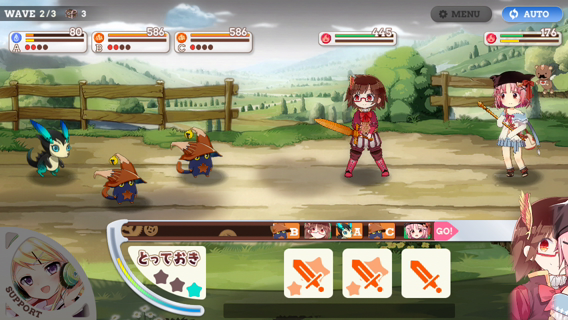 WAVE 2/3 3
MENU
AUTO
A 80
B 586
C 586
445
176
B A C GO!
とっておき
SUPPORT